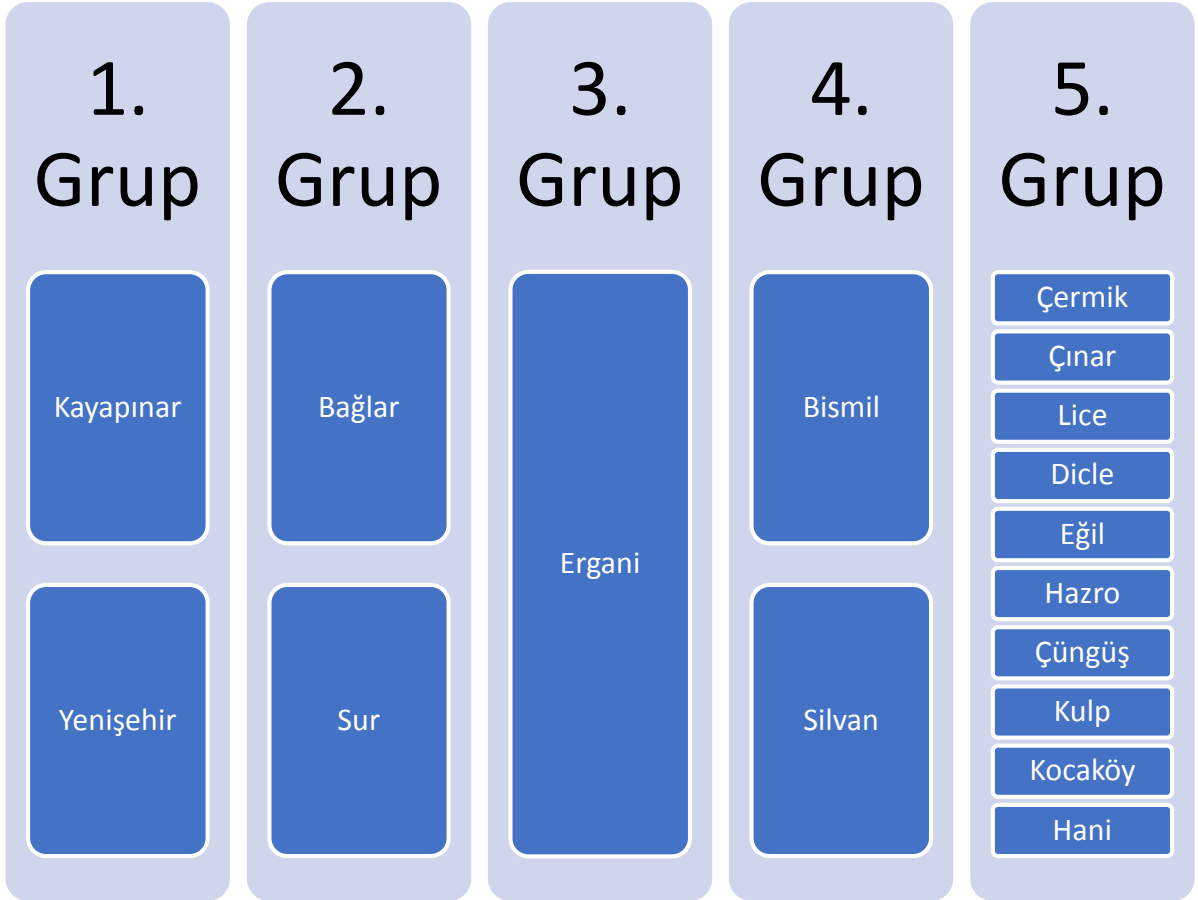 1.
Grup
Kayapınar
Yenişehir
2.
Grup
Bağlar
Sur
3.
Grup
Ergani
4.
Grup
Bismil
Silvan
5.
Grup
Çermik
Çınar
Lice
Dicle
Eğil
Hazro
Çüngüş
Kulp
Kocaköy
Hani